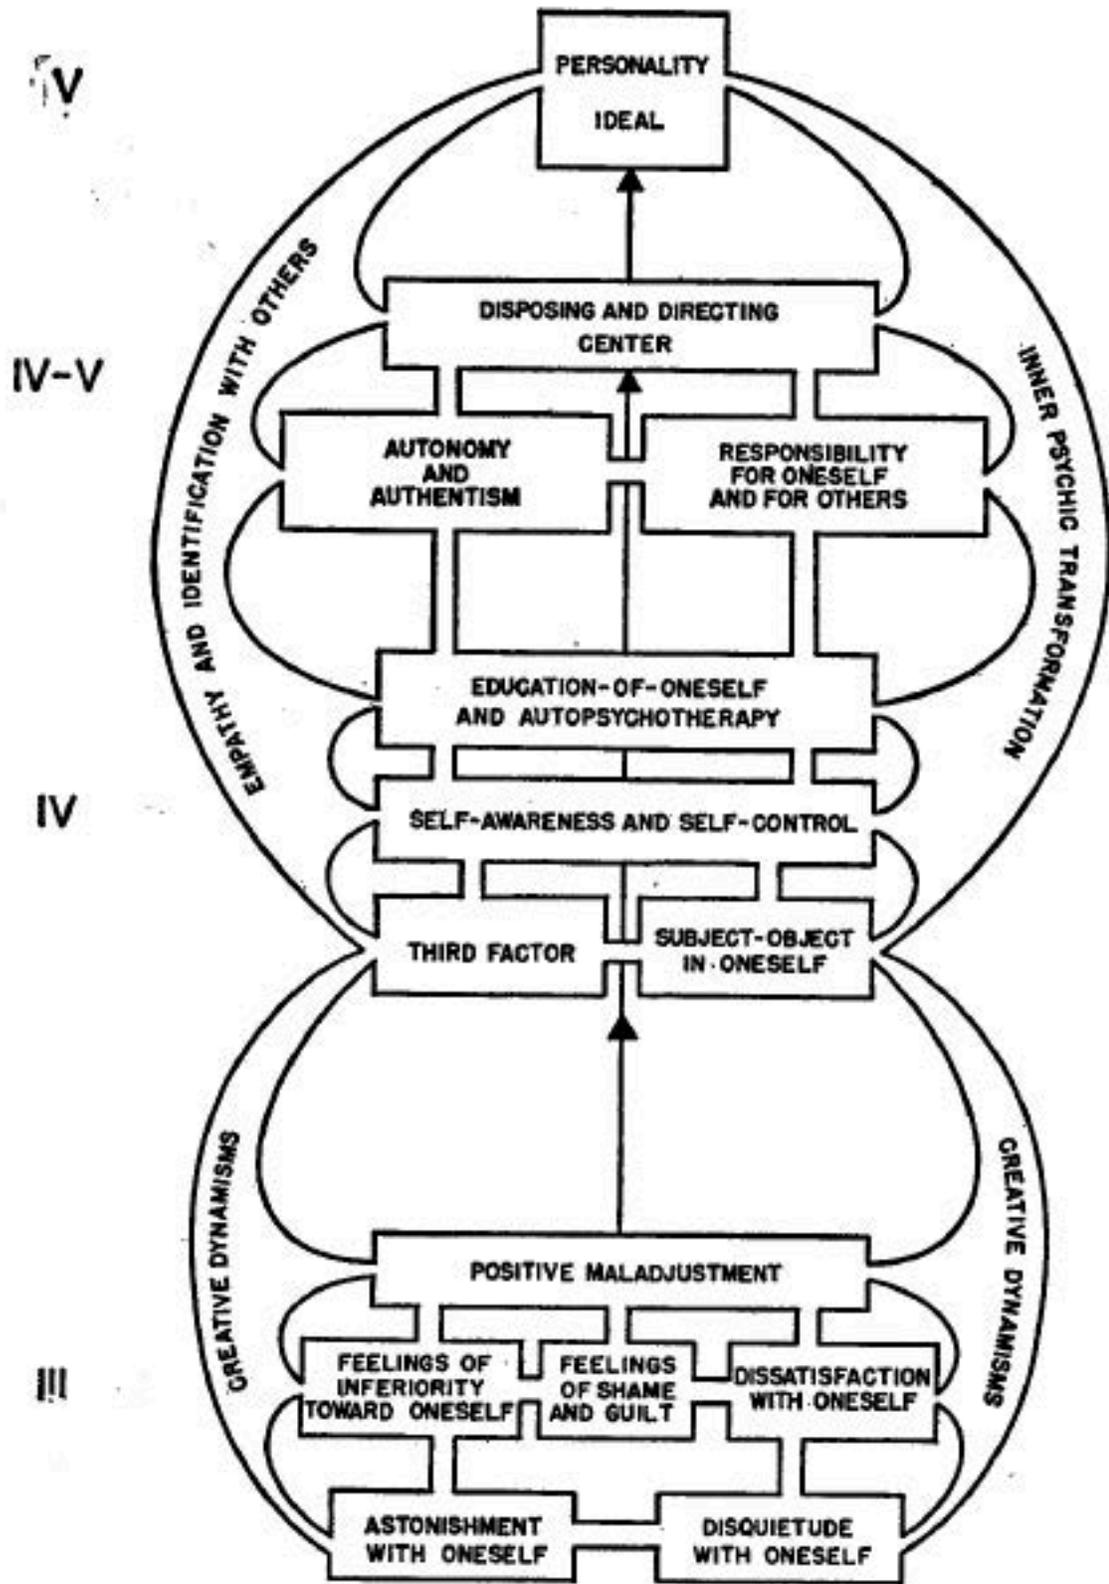 V
PERSONALITY
IDEAL
EMPATHY AND IDENTIFICATION WITH OTHERS
INNER PSYCHIC TRANSFORMATION
DISPOSING AND DIRECTING
CENTER
IV-V
AUTONOMY
AND
AUTHENTISM
RESPONSIBILITY
FOR ONESELF
AND FOR OTHERS
EDUCATION-OF-ONESELF
AND AUTOPSYCHOTHERAPY
IV
SELF-AWARENESS AND SELF-CONTROL
THIRD FACTOR
SUBJECT-OBJECT
IN ONESELF
CREATIVE DYNAMISMS
CREATIVE DYNAMISMS
POSITIVE MALADJUSTMENT
III
FEELINGS OF
INFERIORITY
TOWARD ONESELF
FEELINGS
OF SHAME
AND GUILT
DISSATISFACTION
WITH ONESELF
ASTONISHMENT
WITH ONESELF
DISQUIETUDE
WITH ONESELF